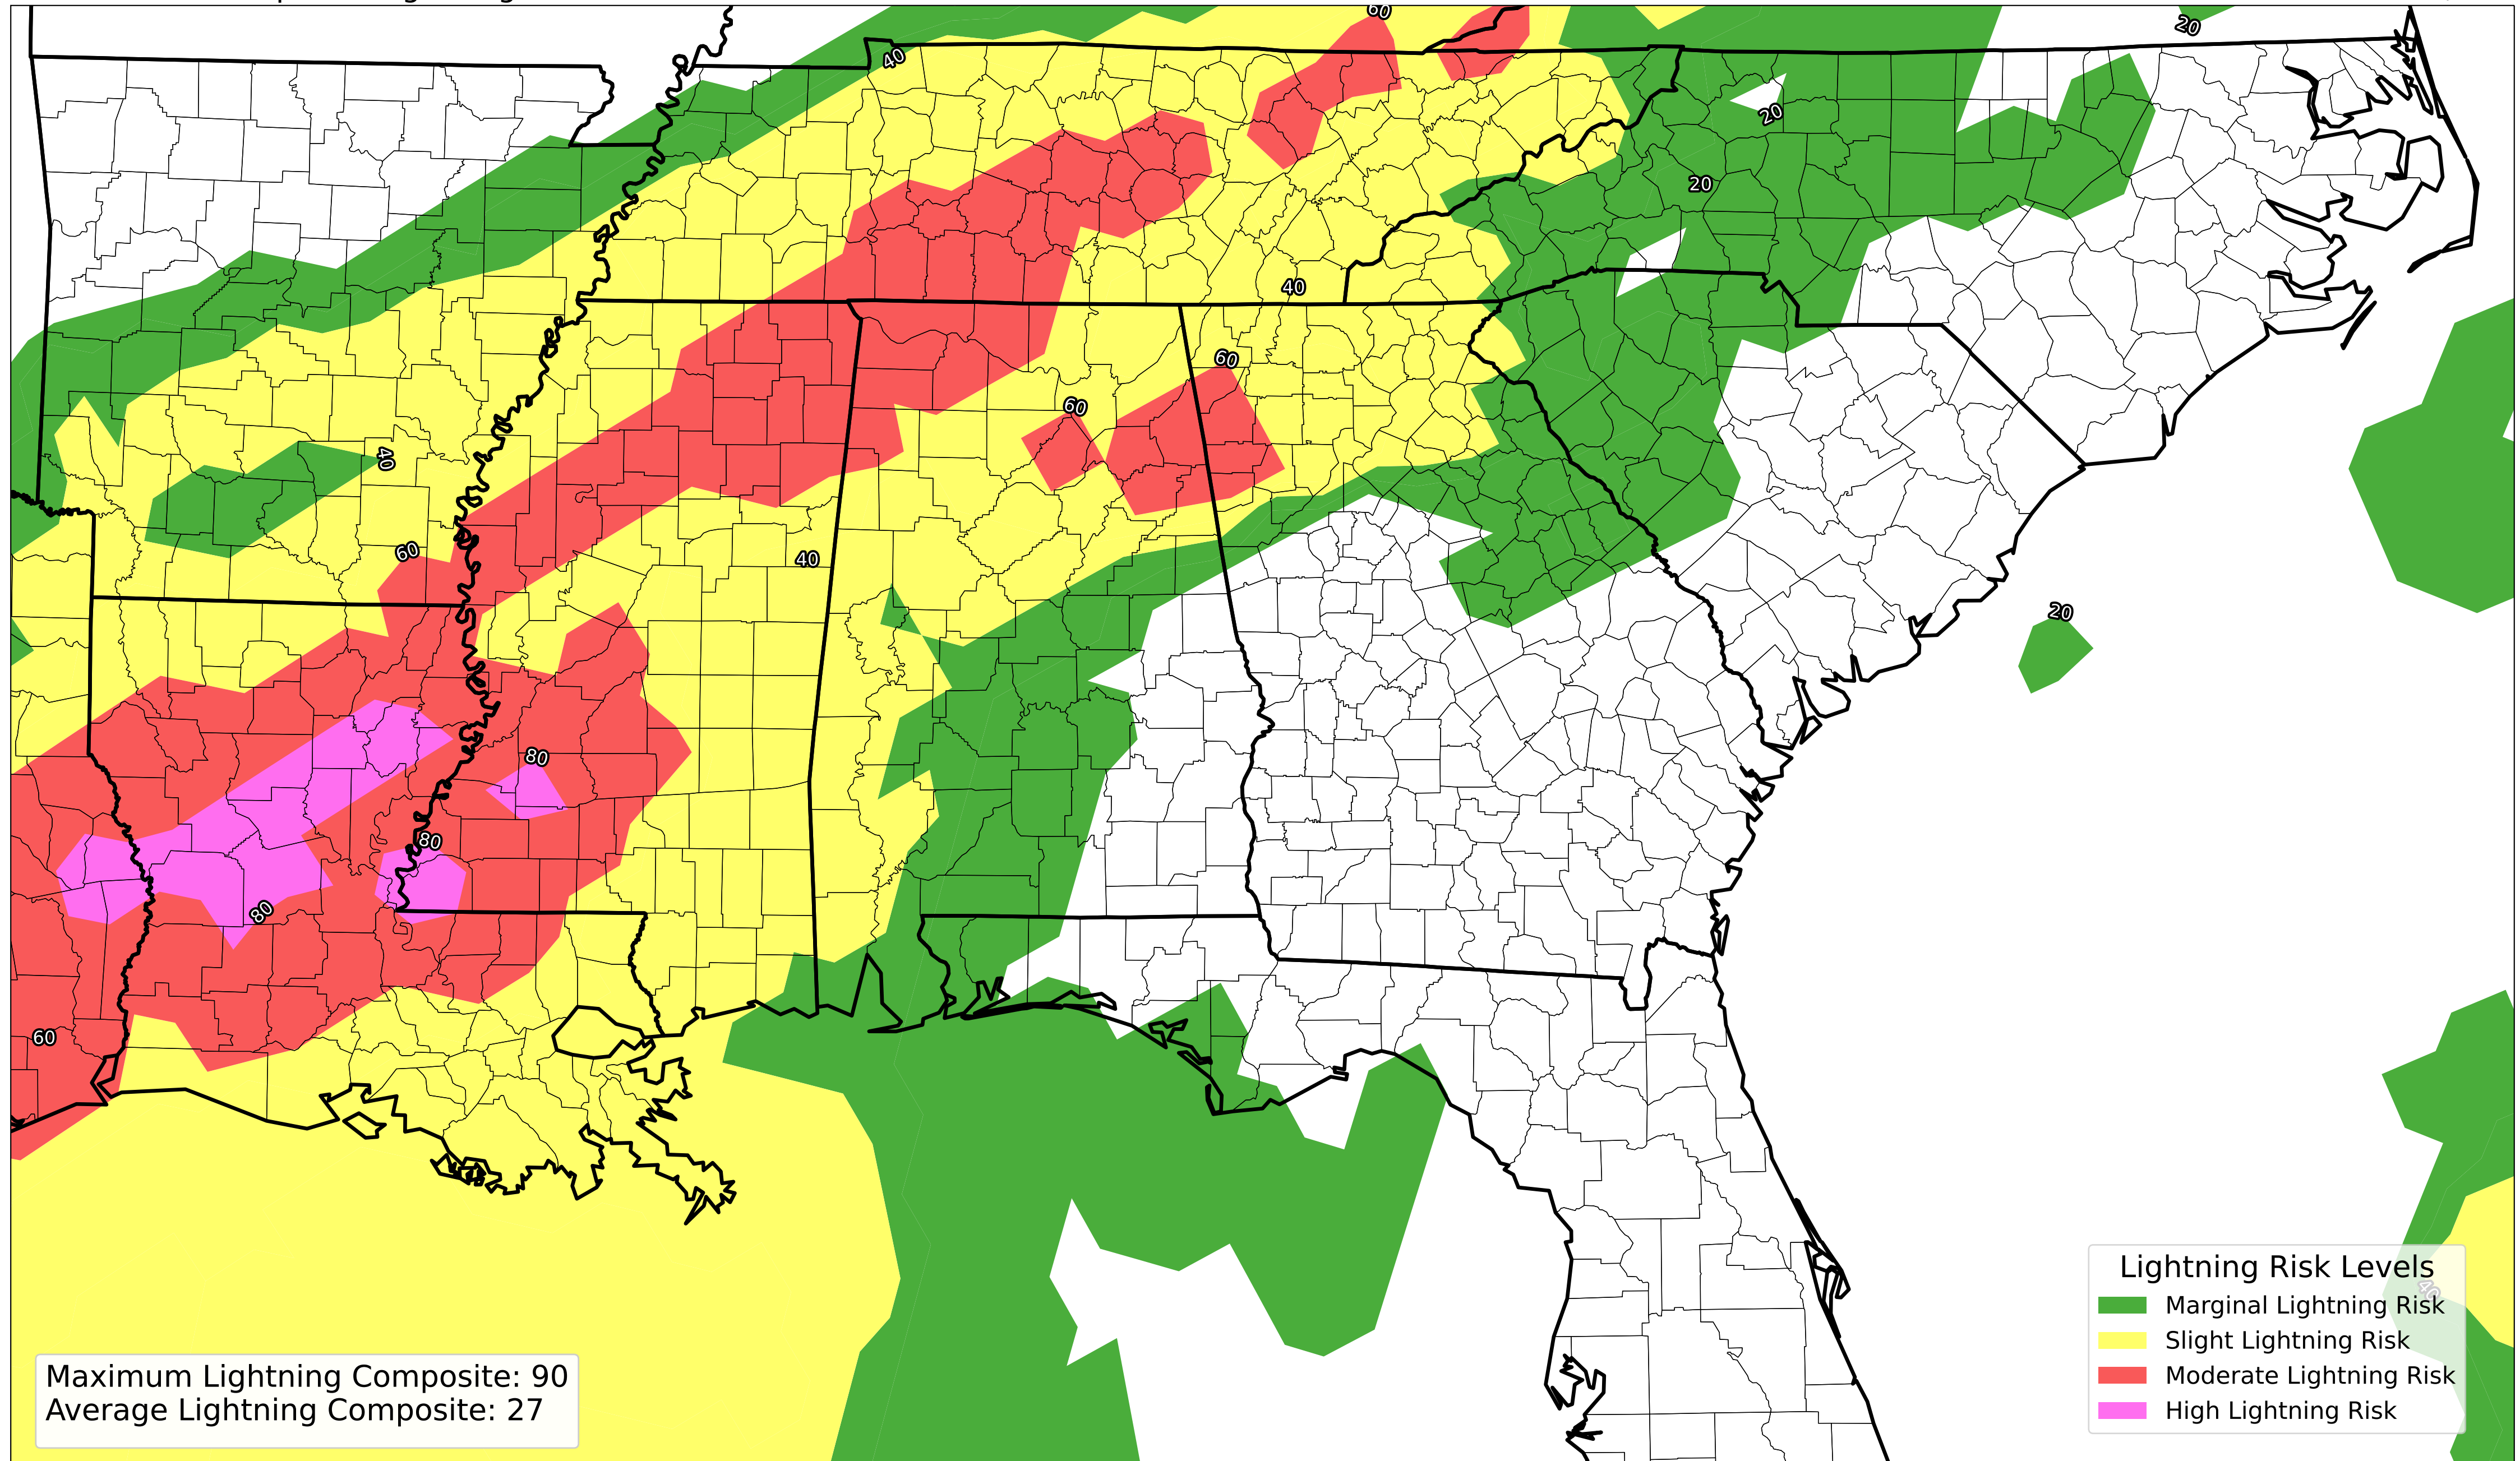 60
20
40
20
20
40
60
60
40
60
40
20
80
80
80
60
40
Lightning Risk Levels
Marginal Lightning Risk
Slight Lightning Risk
Moderate Lightning Risk
High Lightning Risk
Maximum Lightning Composite: 90
Average Lightning Composite: 27